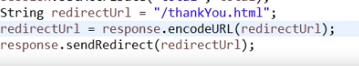 String redirectUrl = "/thankYou.html";
redirectUrl = response.encodeURL(redirectUrl);
response.sendRedirect(redirectUrl);